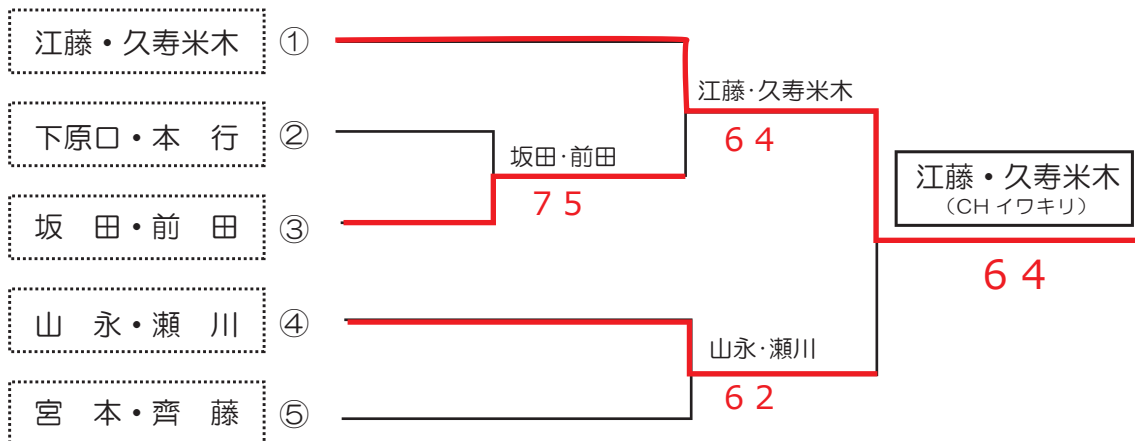 江藤・久寿米木 ①
江藤・久寿米木
６４
下原口・本　行 ②
坂田・前田
７５
江藤・久寿米木
（CH イワキリ）
６４
坂　田・前　田 ③
山　永・瀬　川 ④
山永・瀬川
６２
宮　本・齊　藤 ⑤